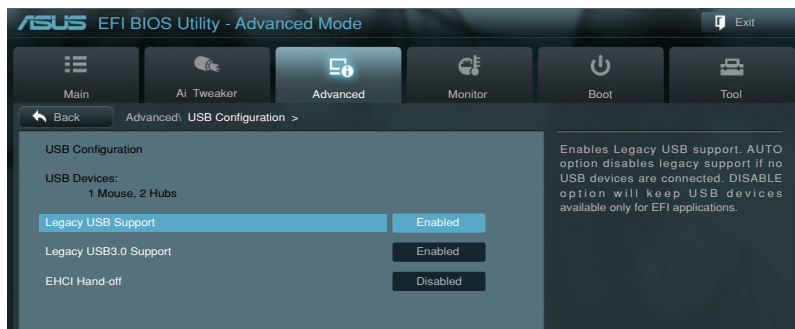 ASUS EFI BIOS Utility - Advanced Mode
Exit
Main Ai Tweaker Advanced Monitor Boot Tool
Back Advanced\ USB Configuration >
USB Configuration
USB Devices:
1 Mouse, 2 Hubs
Legacy USB Support Enabled
Legacy USB3.0 Support Enabled
EHCI Hand-off Disabled
Enables Legacy USB support. AUTO
option disables legacy support if no
USB devices are connected. DISABLE
option will keep USB devices
available only for EFI applications.